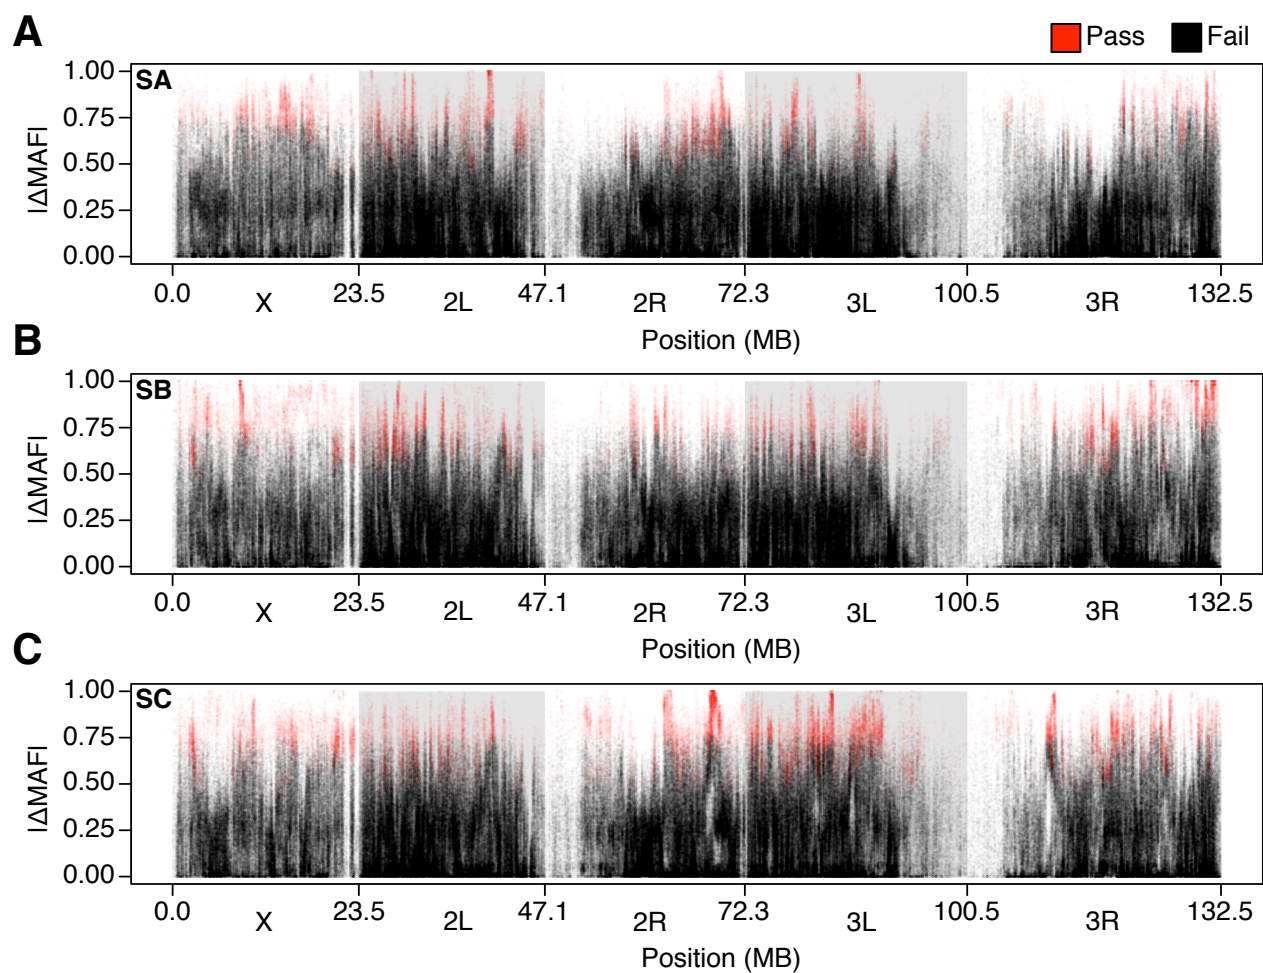 A
Pass Fail
SA
1.00
0.75
0.50
0.25
0.00
|ΔMAF|
0.0 23.5 47.1 72.3 100.5 132.5
X 2L 2R 3L 3R
Position (MB)
B
SB
1.00
0.75
0.50
0.25
0.00
|ΔMAF|
0.0 23.5 47.1 72.3 100.5 132.5
X 2L 2R 3L 3R
Position (MB)
C
SC
1.00
0.75
0.50
0.25
0.00
|ΔMAF|
0.0 23.5 47.1 72.3 100.5 132.5
X 2L 2R 3L 3R
Position (MB)